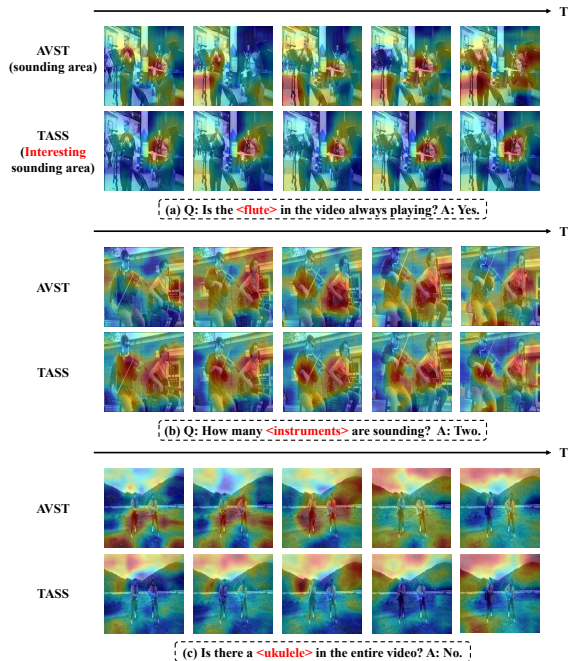 T
AVST
(sounding area)
TASS
(Interesting
sounding area)
(a) Q: Is the <flute> in the video always playing? A: Yes.
T
AVST
TASS
(b) Q: How many <instruments> are sounding? A: Two.
T
AVST
TASS
(c) Is there a <ukulele> in the entire video? A: No.